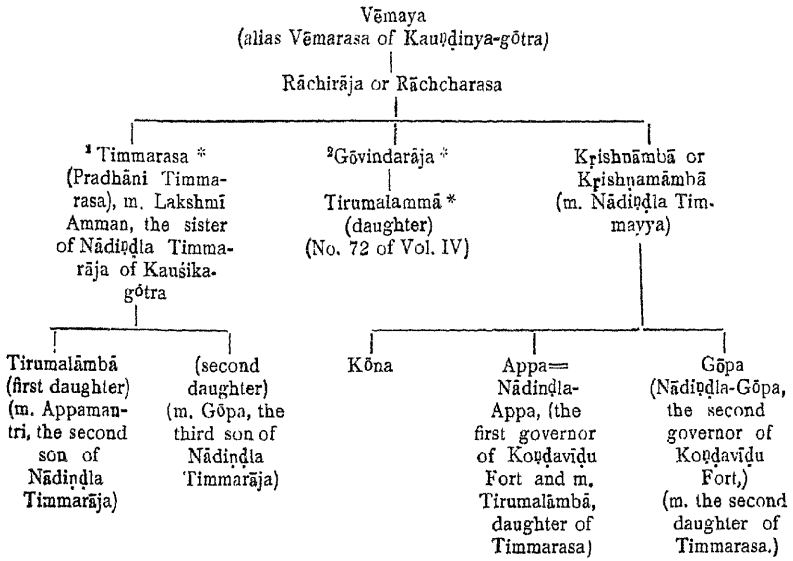 Vēmaya
(alias Vēmarasa of Kauṇḍinya-gōtra)
Rāchirāja or Rāchcharasa
¹ Timmarasa *
(Pradhāni Timma-
rasa), m. Lakshmī
Amman, the sister
of Nādiṇḍla Timma-
rāja of Kauśika-
gōtra
²Gōvindarāja *
Tirumalammā *
(daughter)
(No. 72 of Vol. IV)
Kṛishnāmbā or
Kṛishṇamāmbā
(m. Nādiṇḍla Tim-
mayya)
Tirumalāmbā
(first daughter)
(m. Appaman-
tri, the second
son of
Nādiṇḍla
Timmarāja)
(second
daughter)
(m. Gōpa, the
third son of
Nādiṇḍla
Timmarāja)
Kōna
Appa=
Nādinḍla-
Appa, (the
first governor
of Koṇḍavīḍu
Fort and m.
Tirumalāmbā,
daughter of
Timmarasa)
Gōpa
(Nādiṇḍla-Gōpa,
the second
governor of
Koṇḍavīḍu
Fort,)
(m. the second
daughter of
Timmarasa.)